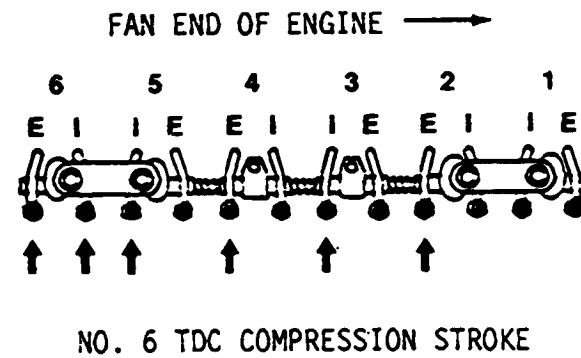 FAN END OF ENGINE
6 5 4 3 2 1
E I I E E I I E E I I E
NO. 6 TDC COMPRESSION STROKE